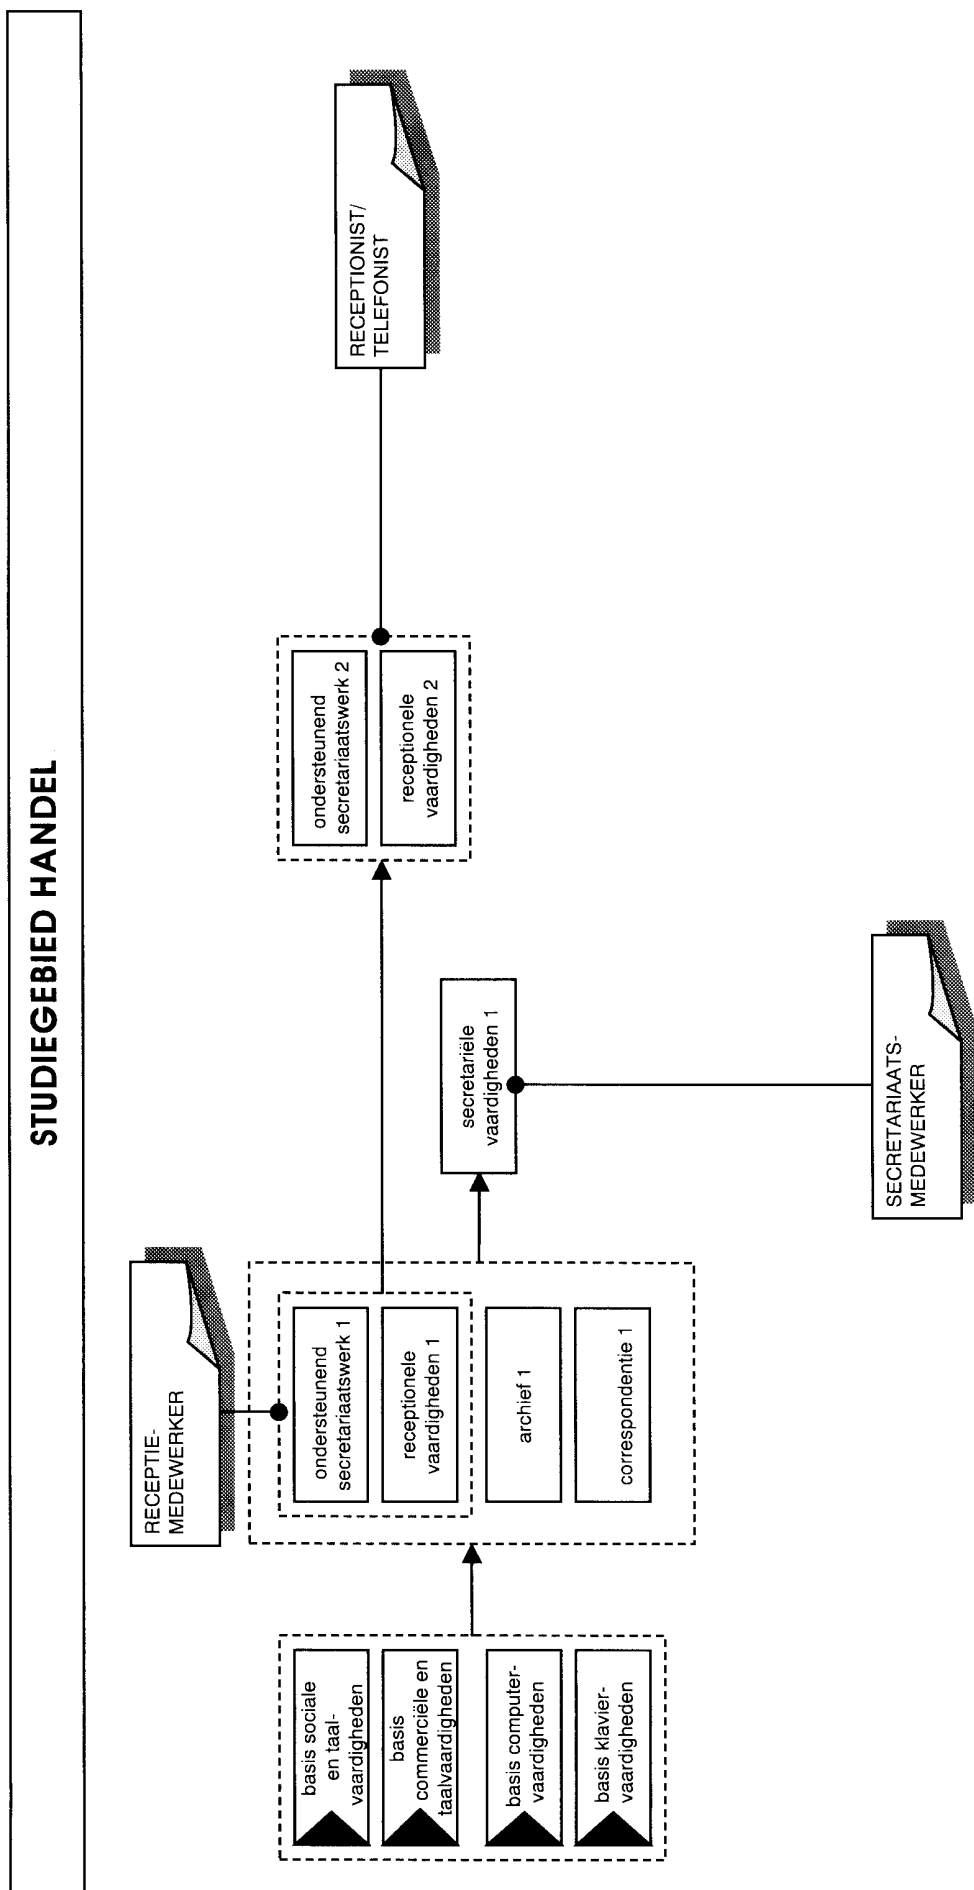 STUDIEGEBIED HANDEL
RECEPTIE-
MEDEWERKER
RECEPTIONIST/
TELEFONIST
basis sociale
en taal-
vaardigheden
basis
commerciële en
taalvaardigheden
basis computer-
vaardigheden
basis klavier-
vaardigheden
ondersteunend
secretariaatswerk 1
receptionele
vaardigheden 1
archief 1
correspondentie 1
secretariële
vaardigheden 1
ondersteunend
secretariaatswerk 2
receptionele
vaardigheden 2
SECRETARIAATS-
MEDEWERKER